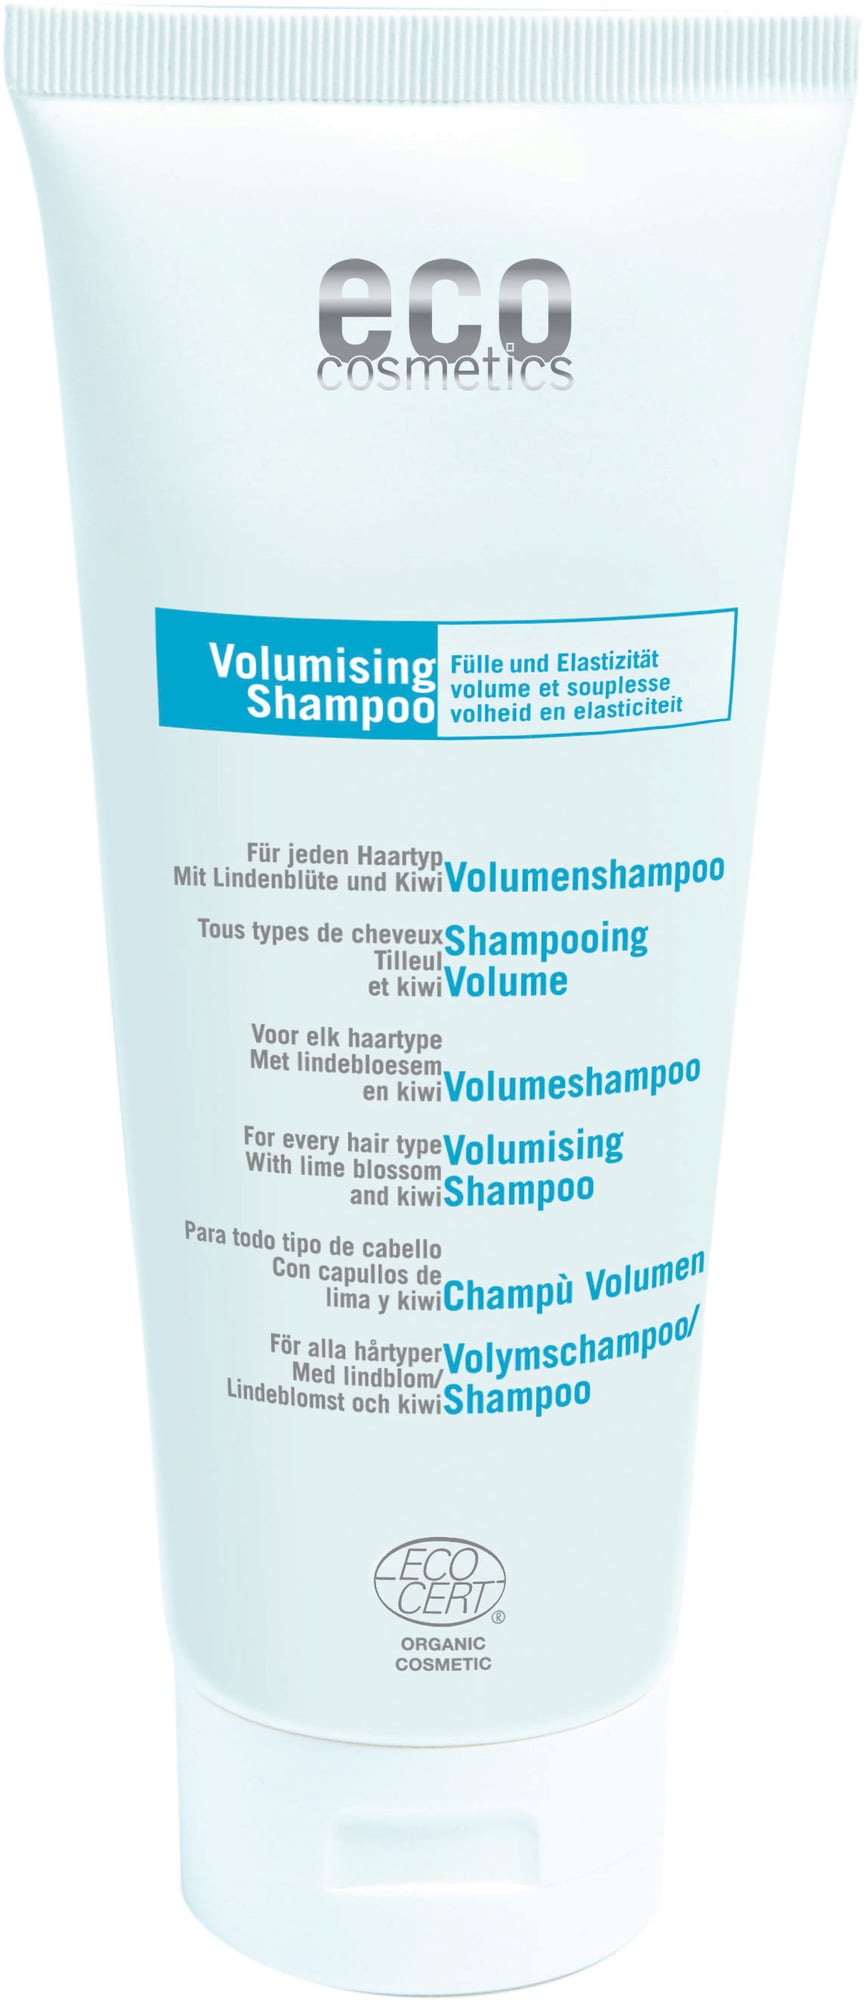 eco
cosmetics
Volumising
Shampoo
Fülle und Elastizität
volume et souplesse
volheid en elasticiteit
Für jeden Haartyp
Mit Lindenblüte und Kiwi
Volumenshampoo
Tous types de cheveux
Tilleul
et kiwi
Shampooing
Volume
Voor elk haartype
Met lindebloesem
en kiwi
Volumeshampoo
For every hair type
With lime blossom
and kiwi
Volumising
Shampoo
Para todo tipo de cabello
Con capullos de
lima y kiwi
Champù Volumen
För alla hårtyper
Med lindblom/
Lindeblomst och kiwi
Volymschampoo/
Shampoo
ECO
CERT®
ORGANIC
COSMETIC